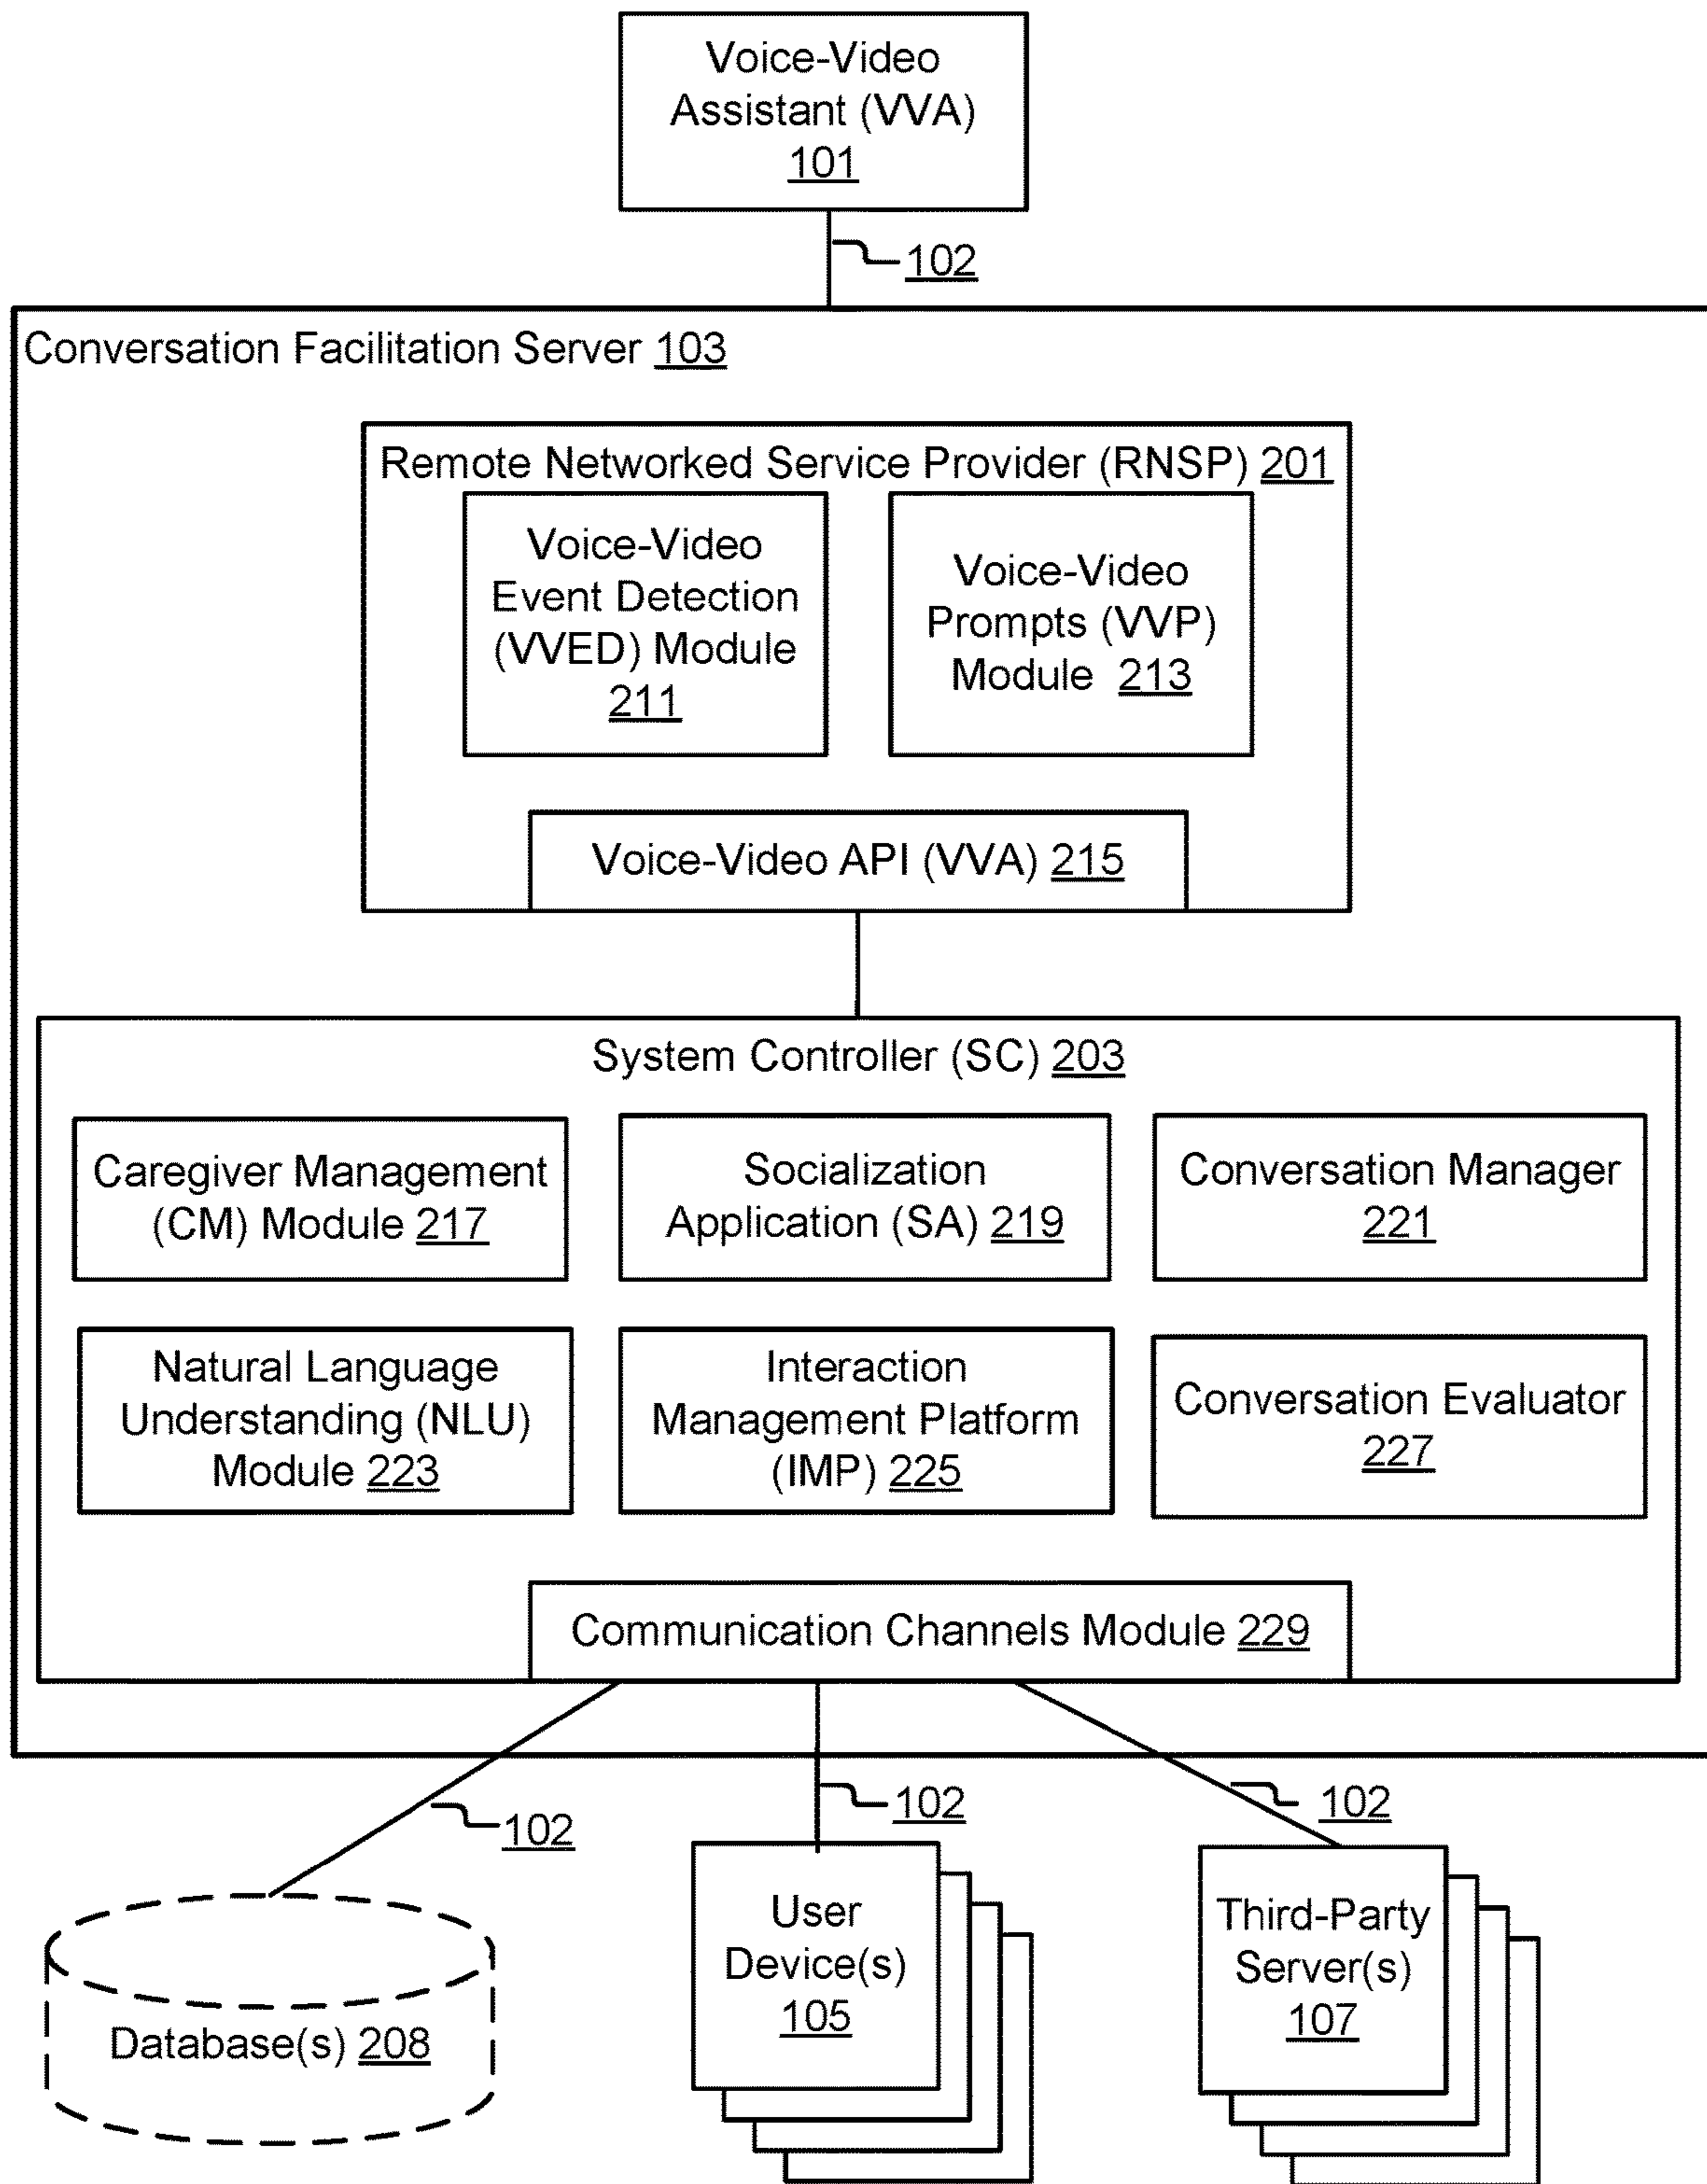 Voice-Video
Assistant (VVA)
101
102
Conversation Facilitation Server 103
Remote Networked Service Provider (RNSP) 201
Voice-Video
Event Detection
(VVED) Module
211
Voice-Video
Prompts (VVP)
Module 213
Voice-Video API (VVA) 215
System Controller (SC) 203
Caregiver Management
(CM) Module 217
Socialization
Application (SA) 219
Conversation Manager
221
Natural Language
Understanding (NLU)
Module 223
Interaction
Management Platform
(IMP) 225
Conversation Evaluator
227
Communication Channels Module 229
102
102
102
Database(s) 208
User
Device(s)
105
Third-Party
Server(s)
107